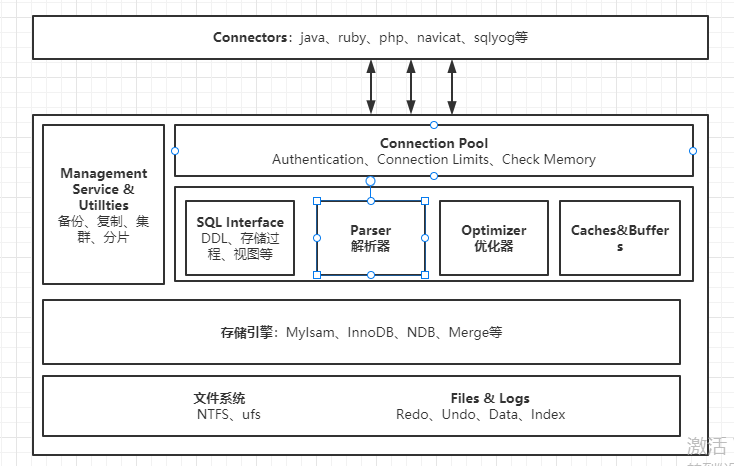 Connectors：java、ruby、php、navicat、sqlyog等
Connection Pool
Authentication、Connection Limits、Check Memory
Management
Service &
Utillties
备份、复制、集
群、分片
SQL Interface
DDL、存储过
程、视图等
Parser
解析器
Optimizer
优化器
Caches&Buffer
s
存储引擎：MyIsam、InnoDB、NDB、Merge等
文件系统
NTFS、ufs
Files & Logs
Redo、Undo、Data、Index
激活